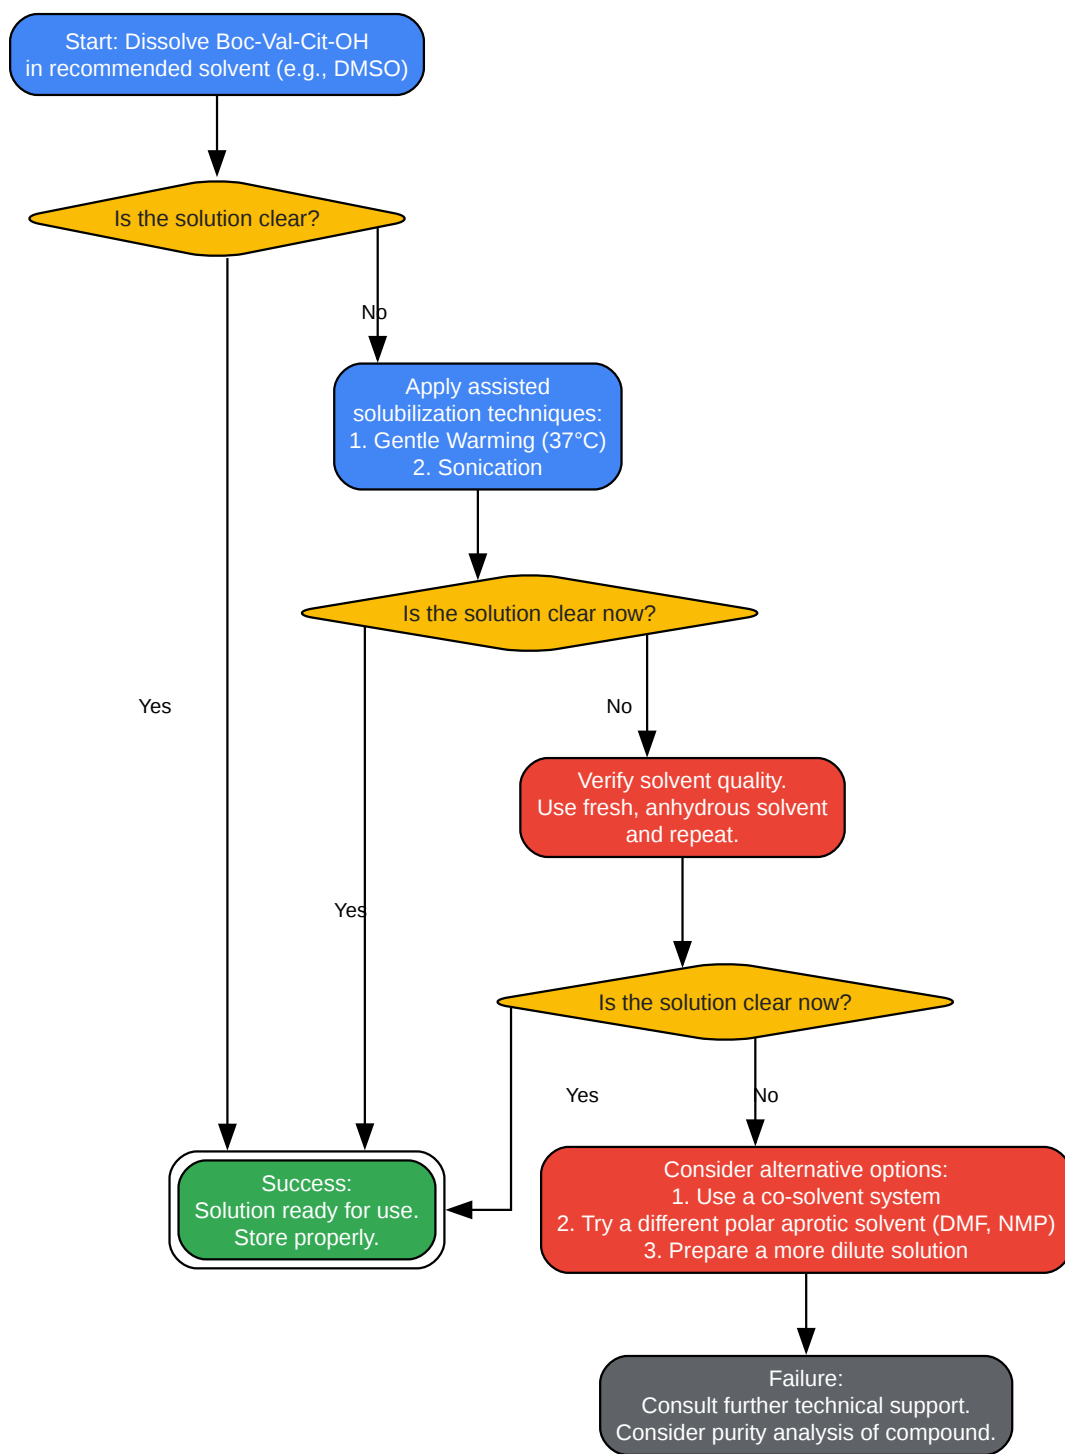 Start: Dissolve Boc-Val-Cit-OH
in recommended solvent (e.g., DMSO)
Is the solution clear?
No
Apply assisted
solubilization techniques:
1. Gentle Warming (37°C)
2. Sonication
Is the solution clear now?
Yes
No
Verify solvent quality.
Use fresh, anhydrous solvent
and repeat.
Yes
Is the solution clear now?
Yes
No
Success:
Solution ready for use.
Store properly.
Consider alternative options:
1. Use a co-solvent system
2. Try a different polar aprotic solvent (DMF, NMP)
3. Prepare a more dilute solution
Failure:
Consult further technical support.
Consider purity analysis of compound.